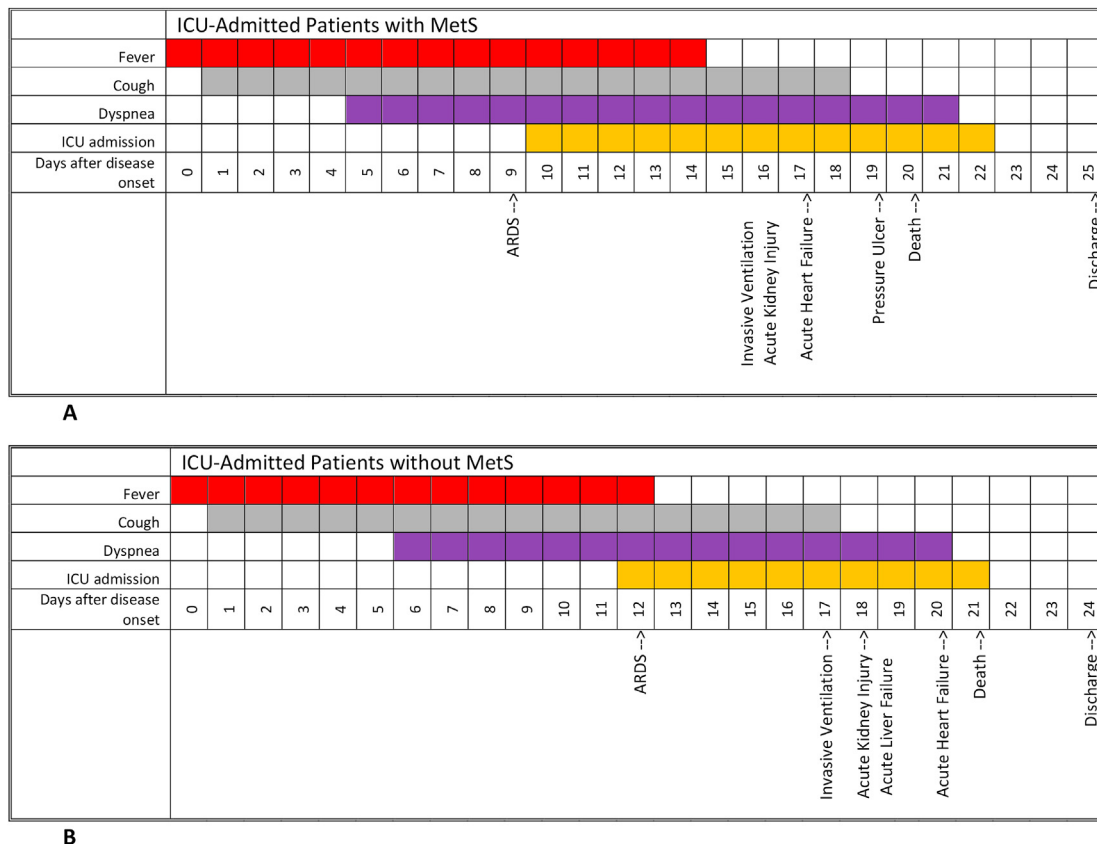 ICU-Admitted Patients with MetS
Fever
Cough
Dyspnea
ICU admission
Days after disease
onset
0 1 2 3 4 5 6 7 8 9 10 11 12 13 14 15 16 17 18 19 20 21 22 23 24 25
ARDS -->
Invasive Ventilation
Acute Kidney Injury
Acute Heart Failure -->
Pressure Ulcer -->
Death -->
Discharge -->
A
ICU-Admitted Patients without MetS
Fever
Cough
Dyspnea
ICU admission
Days after disease
onset
0 1 2 3 4 5 6 7 8 9 10 11 12 13 14 15 16 17 18 19 20 21 22 23 24
ARDS -->
Invasive Ventilation -->
Acute Kidney Injury -->
Acute Liver Failure
Acute Heart Failure -->
Death -->
Discharge -->
B